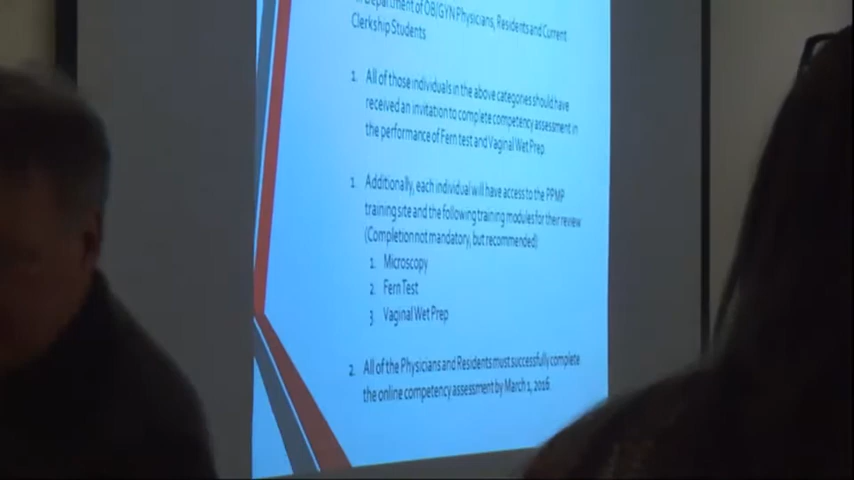 Department of OB/GYN Physicians, Residents and Current
Clerkship Students
1. All of those individuals in the above categories should have
received an invitation to complete competency assessment in
the performance of Fern test and Vaginal Wet Prep
1. Additionally, each individual will have access to the PPMP
training site and the following training modules for their review
(Completion not mandatory, but recommended)
1. Microscopy
2. Fern Test
3. Vaginal Wet Prep
2. All of the Physicians and Residents must successfully complete
the online competency assessment by March 1, 2016